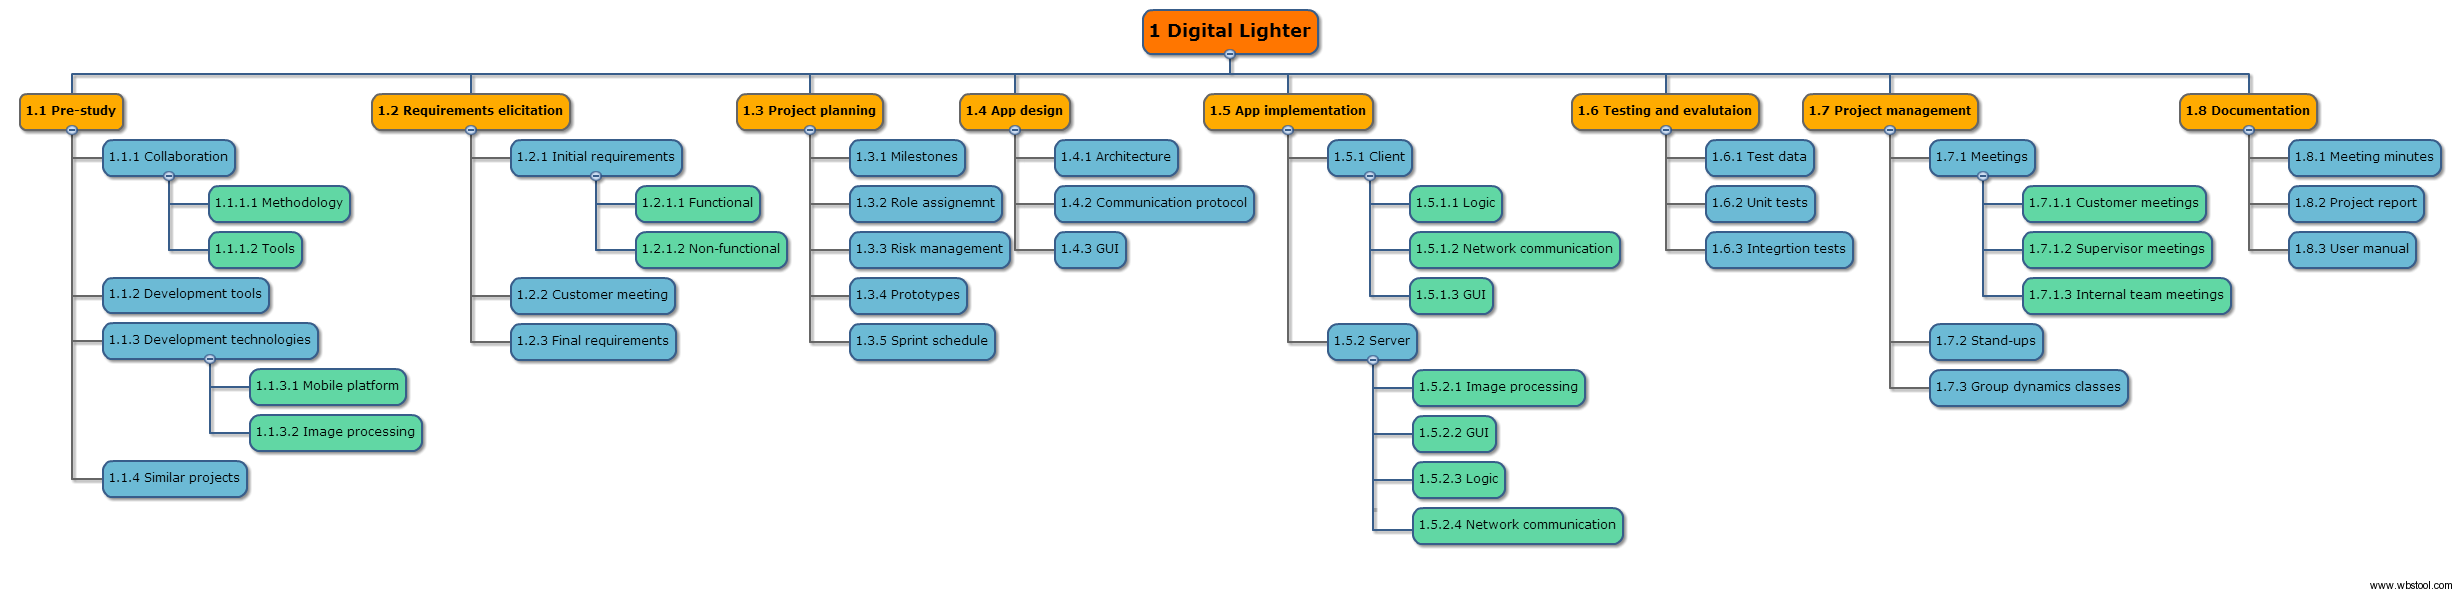 1 Digital Lighter
1.1 Pre-study
1.1.1 Collaboration
1.1.1.1 Methodology
1.1.1.2 Tools
1.1.2 Development tools
1.1.3 Development technologies
1.1.3.1 Mobile platform
1.1.3.2 Image processing
1.1.4 Similar projects
1.2 Requirements elicitation
1.2.1 Initial requirements
1.2.1.1 Functional
1.2.1.2 Non-functional
1.2.2 Customer meeting
1.2.3 Final requirements
1.3 Project planning
1.3.1 Milestones
1.3.2 Role assignemnt
1.3.3 Risk management
1.3.4 Prototypes
1.3.5 Sprint schedule
1.4 App design
1.4.1 Architecture
1.4.2 Communication protocol
1.4.3 GUI
1.5 App implementation
1.5.1 Client
1.5.1.1 Logic
1.5.1.2 Network communication
1.5.1.3 GUI
1.5.2 Server
1.5.2.1 Image processing
1.5.2.2 GUI
1.5.2.3 Logic
1.5.2.4 Network communication
1.6 Testing and evalutaion
1.6.1 Test data
1.6.2 Unit tests
1.6.3 Integrtion tests
1.7 Project management
1.7.1 Meetings
1.7.1.1 Customer meetings
1.7.1.2 Supervisor meetings
1.7.1.3 Internal team meetings
1.7.2 Stand-ups
1.7.3 Group dynamics classes
1.8 Documentation
1.8.1 Meeting minutes
1.8.2 Project report
1.8.3 User manual
www.wbstool.com